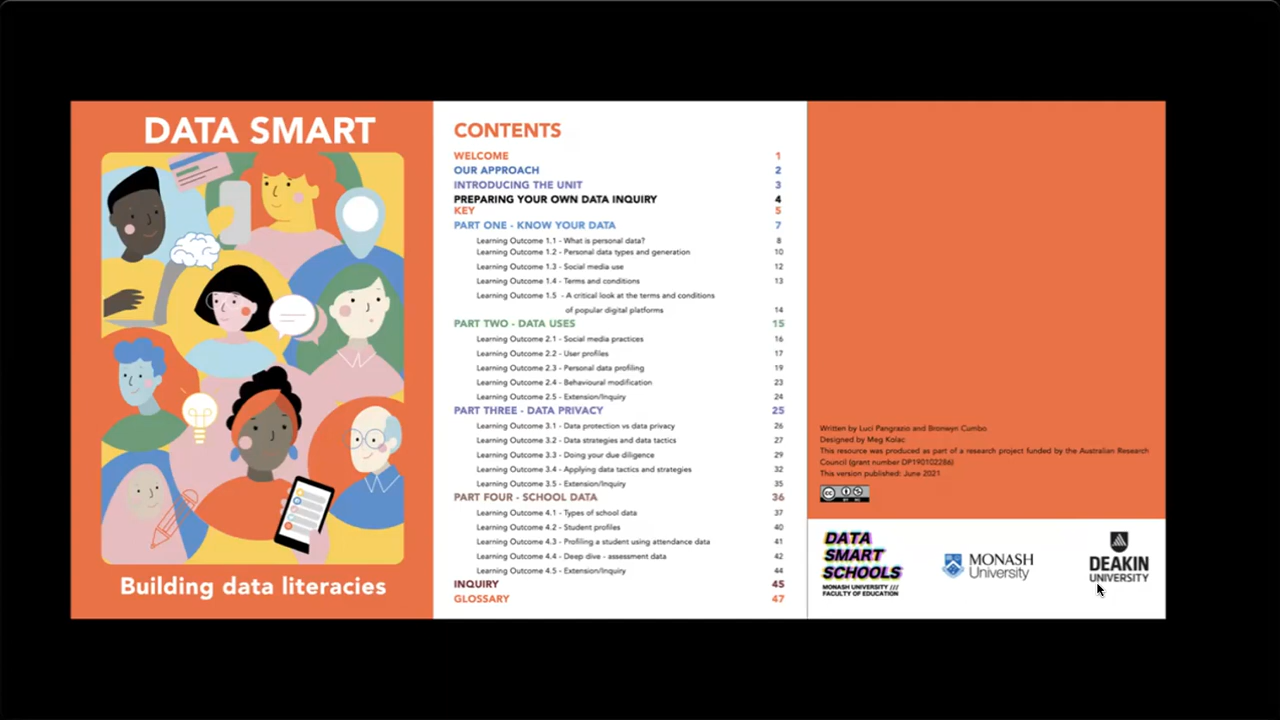 DATA SMART
Building data literacies
CONTENTS
WELCOME 1
OUR APPROACH 2
INTRODUCING THE UNIT 3
PREPARING YOUR OWN DATA INQUIRY 4
KEY 5
PART ONE - KNOW YOUR DATA 7
Learning Outcome 1.1 - What is personal data? 8
Learning Outcome 1.2 - Personal data types and generation 10
Learning Outcome 1.3 - Social media use 12
Learning Outcome 1.4 - Terms and conditions 13
Learning Outcome 1.5 - A critical look at the terms and conditions
of popular digital platforms 14
PART TWO - DATA USES 15
Learning Outcome 2.1 - Social media practices 16
Learning Outcome 2.2 - User profiles 17
Learning Outcome 2.3 - Personal data profiling 19
Learning Outcome 2.4 - Behavioural modification 23
Learning Outcome 2.5 - Extension/Inquiry 24
PART THREE - DATA PRIVACY 25
Learning Outcome 3.1 - Data protection vs data privacy 26
Learning Outcome 3.2 - Data strategies and data tactics 27
Learning Outcome 3.3 - Doing your due diligence 29
Learning Outcome 3.4 - Applying data tactics and strategies 32
Learning Outcome 3.5 - Extension/Inquiry 35
PART FOUR - SCHOOL DATA 36
Learning Outcome 4.1 - Types of school data 37
Learning Outcome 4.2 - Student profiles 40
Learning Outcome 4.3 - Profiling a student using attendance data 41
Learning Outcome 4.4 - Deep dive - assessment data 42
Learning Outcome 4.5 - Extension/Inquiry 44
INQUIRY 45
GLOSSARY 47
Written by Luci Pangrazio and Bronwyn Cumbo
Designed by Meg Kolac
This resource was produced as part of a research project funded by the Australian Research
Council (grant number DP190102286)
This version published: June 2021
DATA
SMART
SCHOOLS
MONASH UNIVERSITY ///
FACULTY OF EDUCATION
MONASH
University
DEAKIN
UNIVERSITY